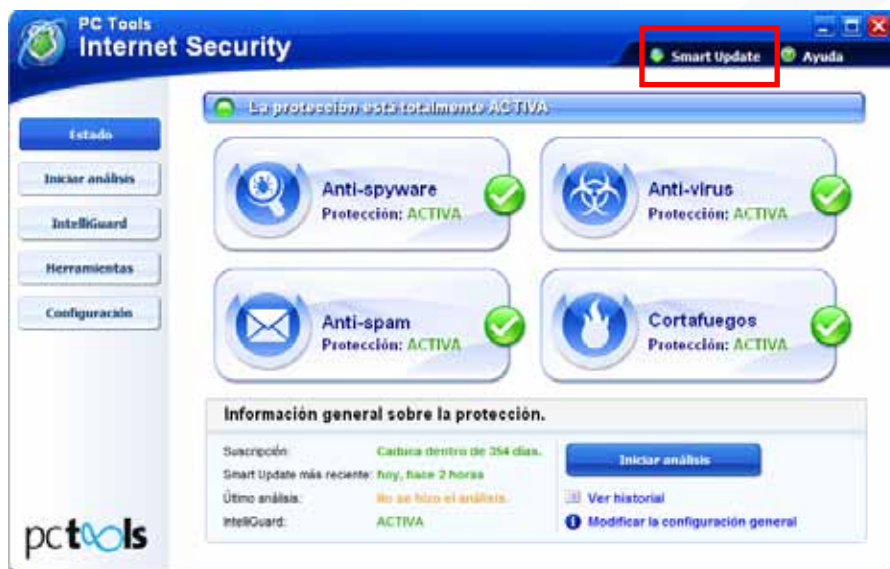 PC Tools
Internet Security
Smart Update
Ayuda
La protección está totalmente ACTIVA
Estado
Iniciar análisis
IntelliGuard
Herramientas
Configuración
Anti-spyware
Protección: ACTIVA
Anti-virus
Protección: ACTIVA
Anti-spam
Protección: ACTIVA
Cortafuegos
Protección: ACTIVA
Información general sobre la protección.
Suscripción: Caduca dentro de 354 días.
Smart Update más reciente: hoy, hace 2 horas
Útimo análisis: No se hizo el análisis.
IntelliGuard: ACTIVA
Iniciar análisis
Ver historial
Modificar la configuración general
pctools